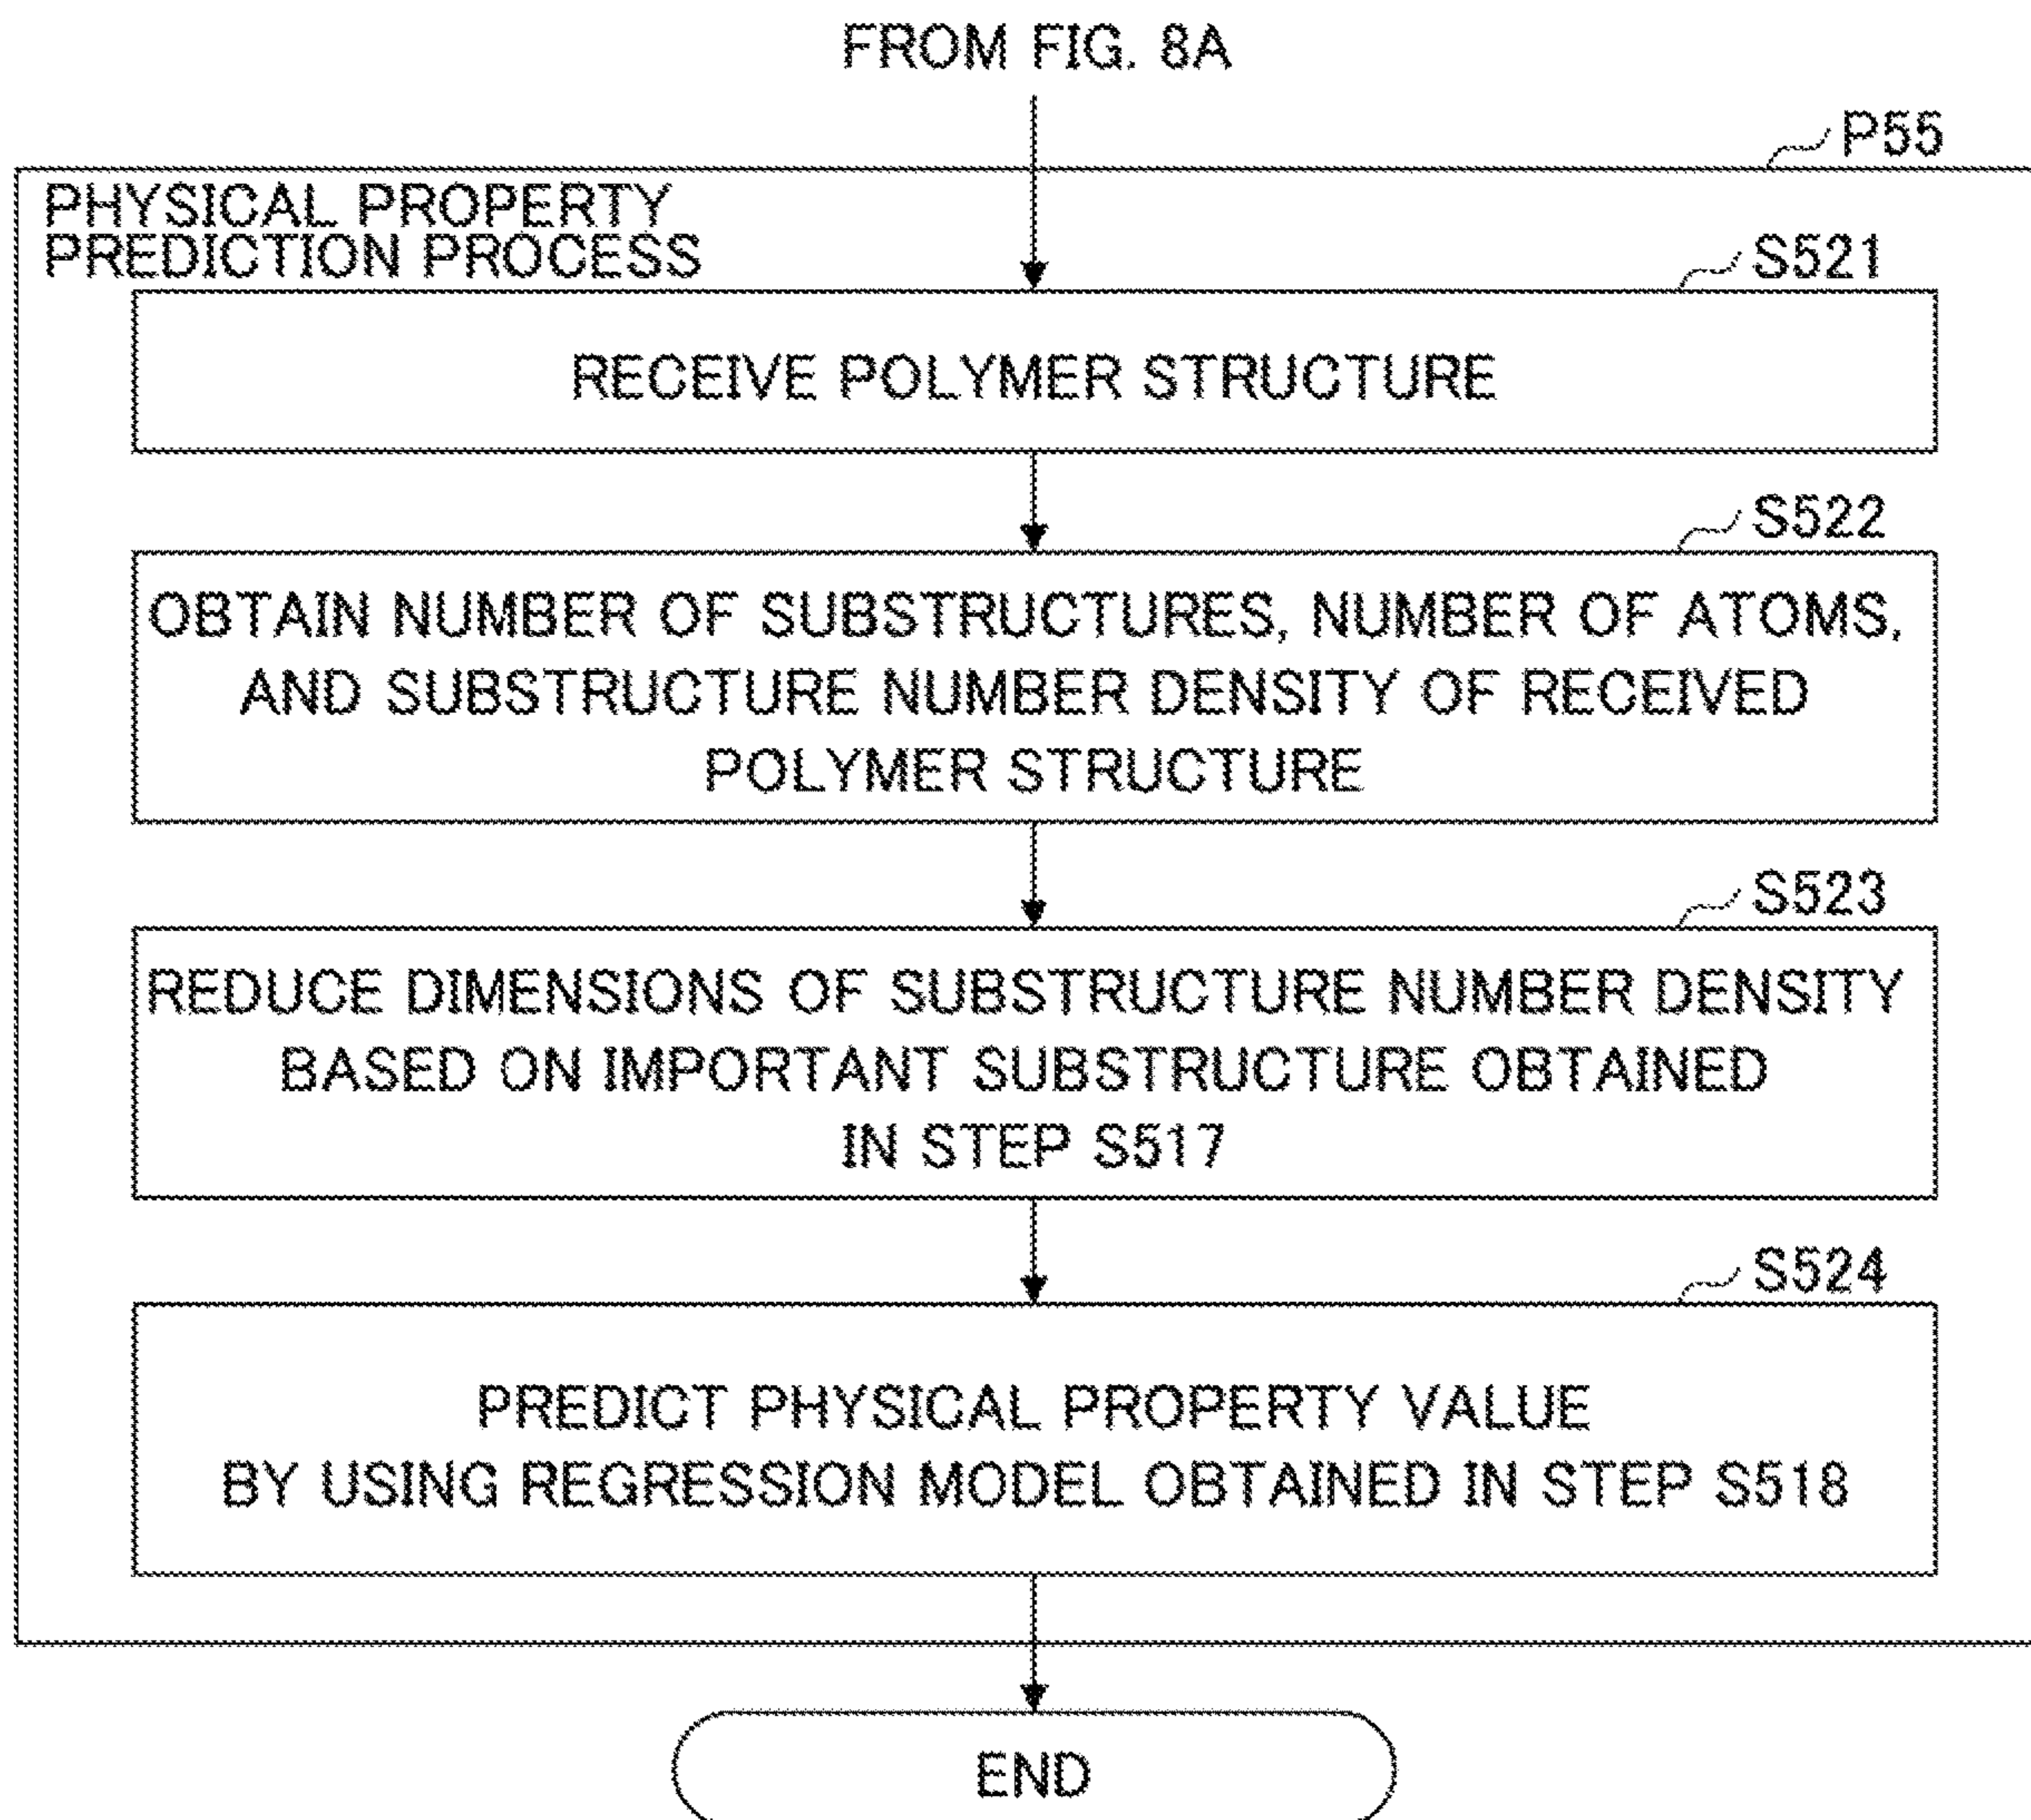 FROM FIG. 8A
P55
PHYSICAL PROPERTY
PREDICTION PROCESS
S521
RECEIVE POLYMER STRUCTURE
S522
OBTAIN NUMBER OF SUBSTRUCTURES, NUMBER OF ATOMS,
AND SUBSTRUCTURE NUMBER DENSITY OF RECEIVED
POLYMER STRUCTURE
S523
REDUCE DIMENSIONS OF SUBSTRUCTURE NUMBER DENSITY
BASED ON IMPORTANT SUBSTRUCTURE OBTAINED
IN STEP S517
S524
PREDICT PHYSICAL PROPERTY VALUE
BY USING REGRESSION MODEL OBTAINED IN STEP S518
END